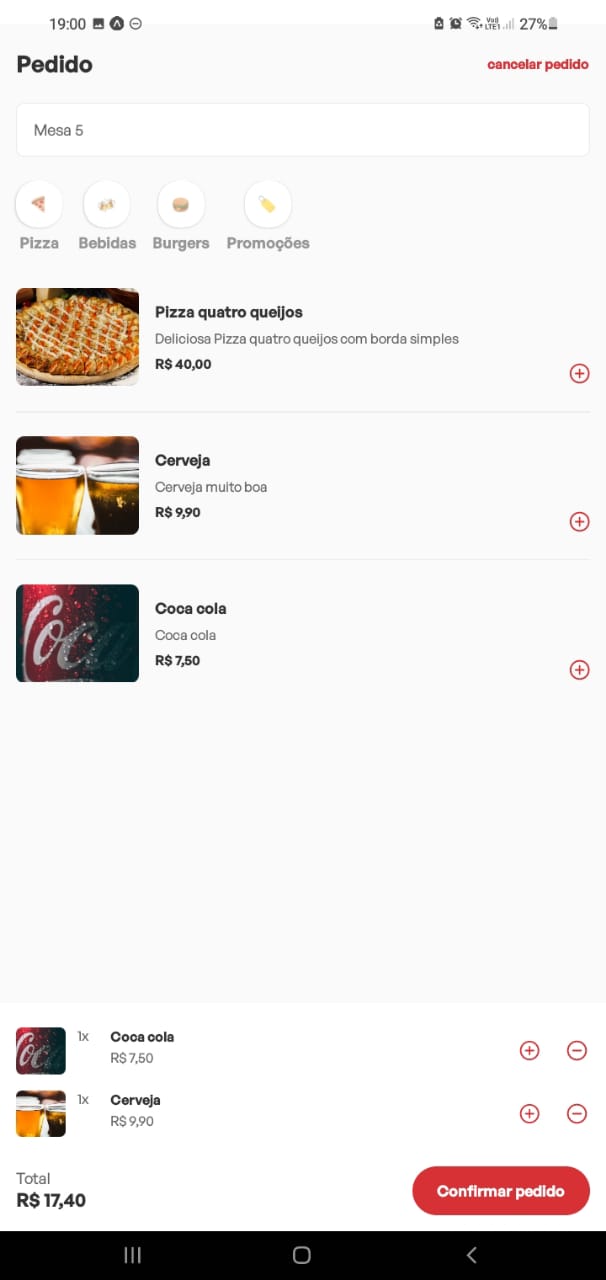 19:00
27%
Pedido
cancelar pedido
Mesa 5
Pizza
Bebidas
Burgers
Promoções
Pizza quatro queijos
Deliciosa Pizza quatro queijos com borda simples
R$ 40,00
Cerveja
Cerveja muito boa
R$ 9,90
Coca cola
Coca cola
R$ 7,50
1x
Coca cola
R$ 7,50
1x
Cerveja
R$ 9,90
Total
R$ 17,40
Confirmar pedido